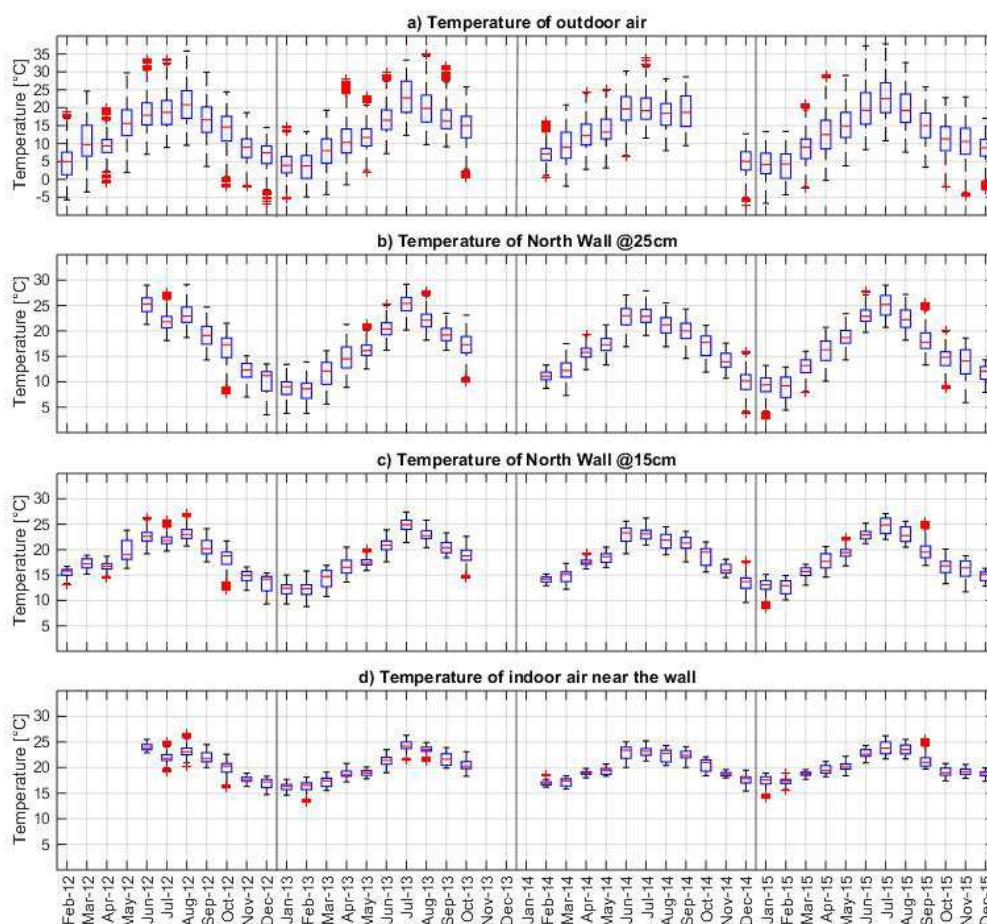 a) Temperature of outdoor air
Temperature [°C]
35
30
25
20
15
10
5
0
-5
b) Temperature of North Wall @25cm
Temperature [°C]
30
25
20
15
10
5
c) Temperature of North Wall @15cm
Temperature [°C]
30
25
20
15
10
5
d) Temperature of indoor air near the wall
Temperature [°C]
30
25
20
15
10
5
Feb-12
Mar-12
Apr-12
May-12
Jun-12
Jul-12
Aug-12
Sep-12
Oct-12
Nov-12
Dec-12
Jan-13
Feb-13
Mar-13
Apr-13
May-13
Jun-13
Jul-13
Aug-13
Sep-13
Oct-13
Nov-13
Dec-13
Jan-14
Feb-14
Mar-14
Apr-14
May-14
Jun-14
Jul-14
Aug-14
Sep-14
Oct-14
Nov-14
Dec-14
Jan-15
Feb-15
Mar-15
Apr-15
May-15
Jun-15
Jul-15
Aug-15
Sep-15
Oct-15
Nov-15
Dec-15